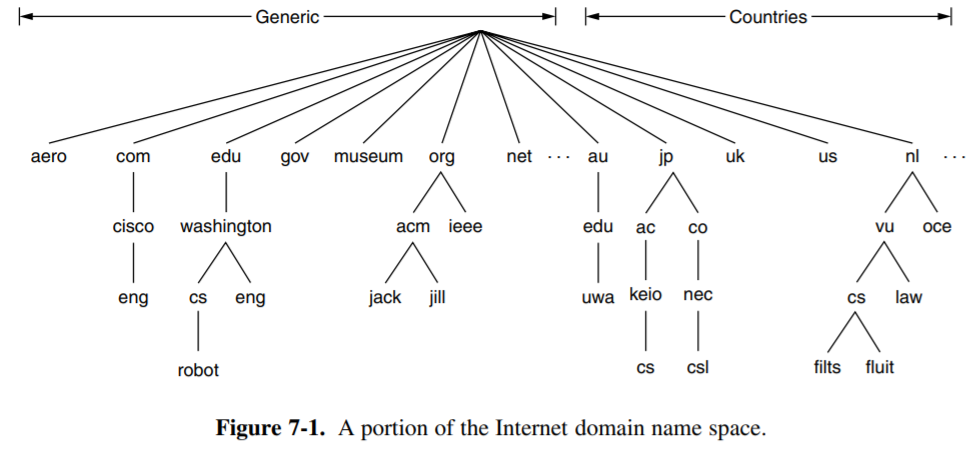 Generic Countries
aero com edu gov museum org net ... au jp uk us nl ...
cisco washington acm ieee edu ac co vu oce
eng cs eng jack jill uwa keio nec cs law
robot cs csl filts fluit
Figure 7-1. A portion of the Internet domain name space.